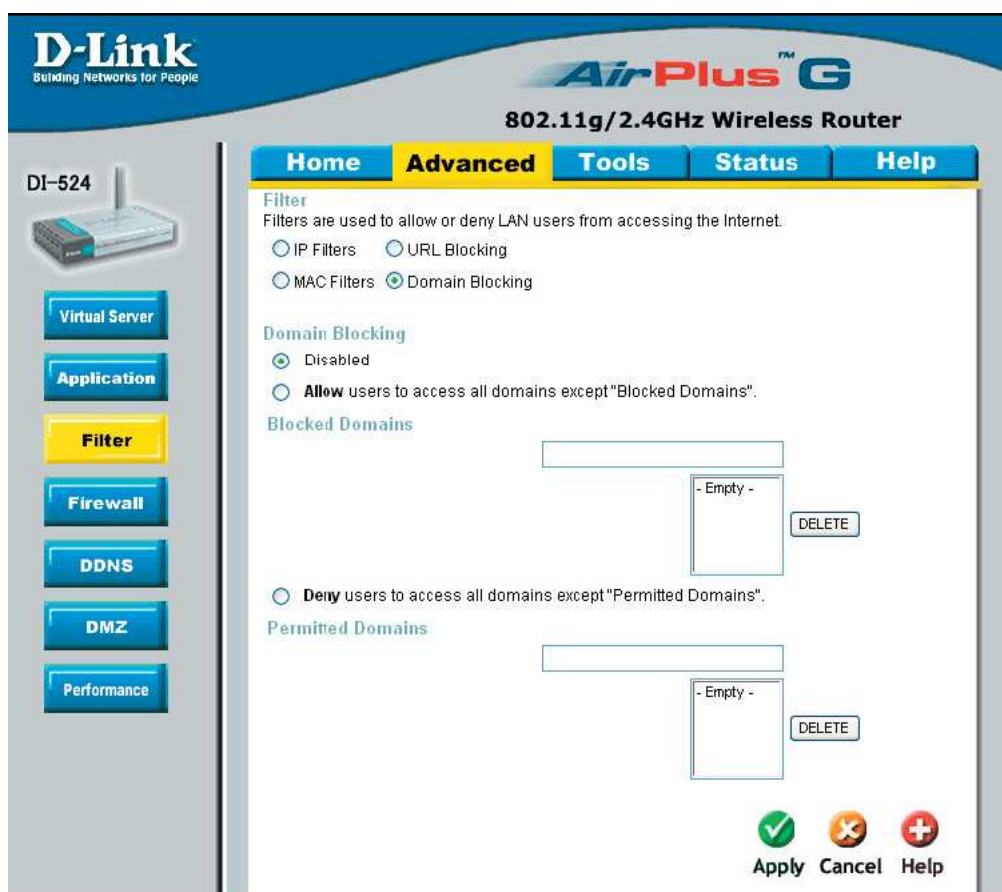 D-Link
Building Networks for People
AirPlus™ G
802.11g/2.4GHz Wireless Router
DI-524
Home Advanced Tools Status Help
Virtual Server
Application
Filter
Firewall
DDNS
DMZ
Performance
Filter
Filters are used to allow or deny LAN users from accessing the Internet.
IP Filters URL Blocking
MAC Filters Domain Blocking
Domain Blocking
Disabled
Allow users to access all domains except "Blocked Domains".
Blocked Domains
- Empty -
DELETE
Deny users to access all domains except "Permitted Domains".
Permitted Domains
- Empty -
DELETE
Apply Cancel Help